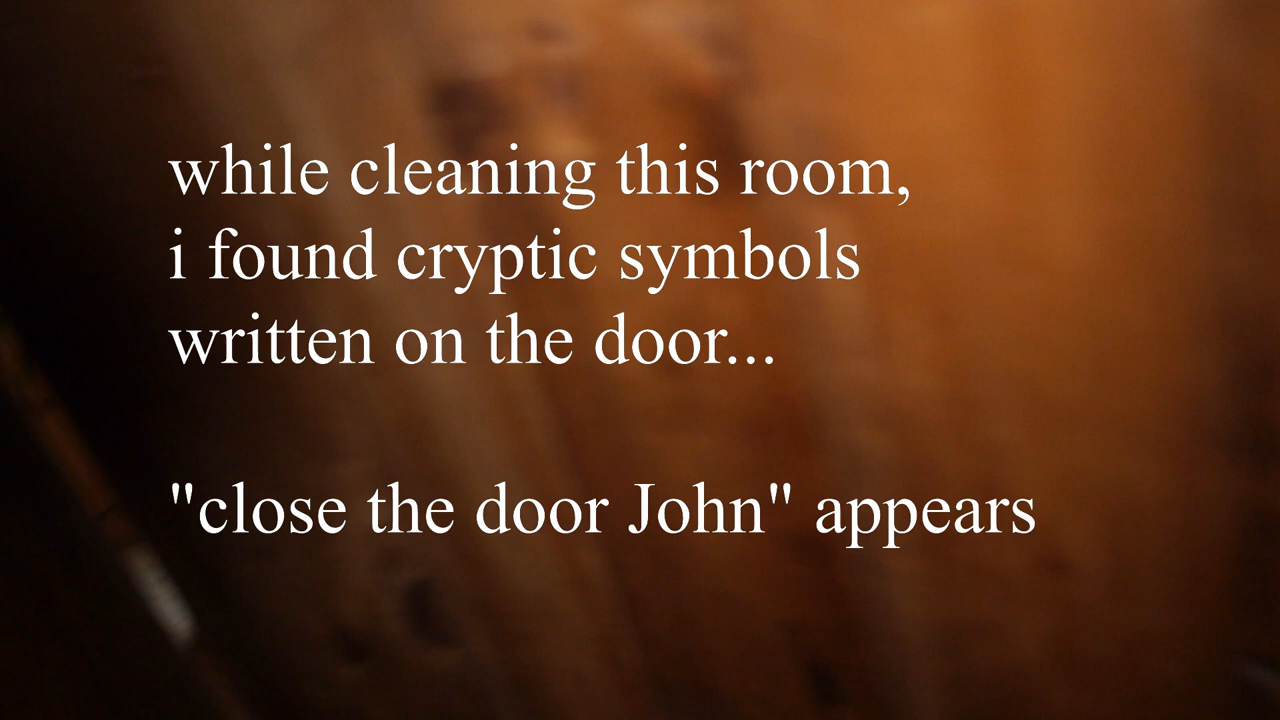 while cleaning this room,
i found cryptic symbols
written on the door...
"close the door John" appears